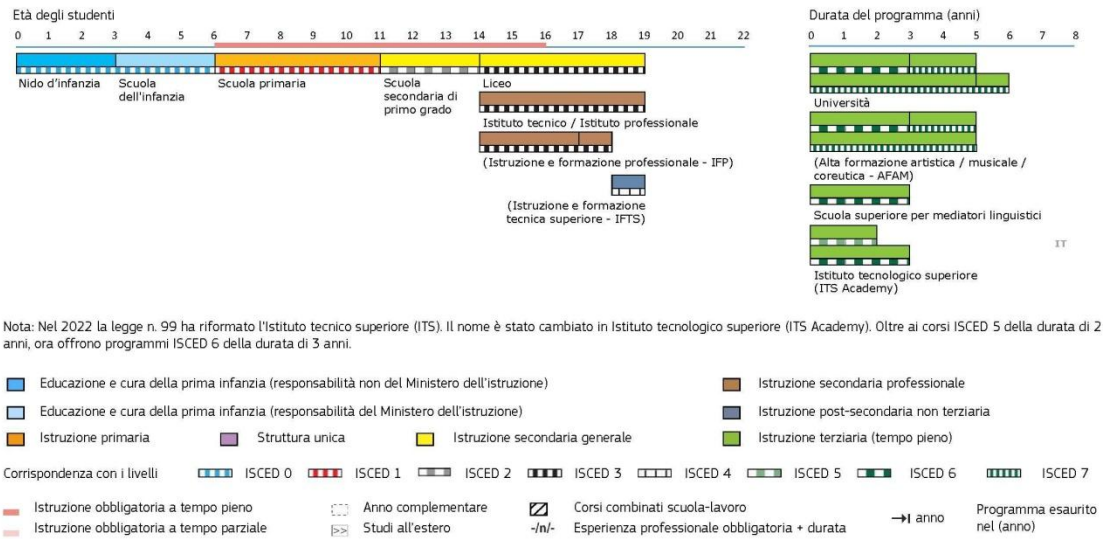 Età degli studenti
0 1 2 3 4 5 6 7 8 9 10 11 12 13 14 15 16 17 18 19 20 21 22
Nido d'infanzia
Scuola
dell'infanzia
Scuola primaria
Scuola
secondaria di
primo grado
Liceo
Istituto tecnico / Istituto professionale
(Istruzione e formazione professionale - IFP)
(Istruzione e formazione
tecnica superiore - IFTS)
Durata del programma (anni)
0 1 2 3 4 5 6 7 8
Università
(Alta formazione artistica / musicale /
coreutica - AFAM)
Scuola superiore per mediatori linguistici
Istituto tecnologico superiore
(ITS Academy)
IT
Nota: Nel 2022 la legge n. 99 ha riformato l'Istituto tecnico superiore (ITS). Il nome è stato cambiato in Istituto tecnologico superiore (ITS Academy). Oltre ai corsi ISCED 5 della durata di 2
anni, ora offrono programmi ISCED 6 della durata di 3 anni.
Educazione e cura della prima infanzia (responsabilità non del Ministero dell'istruzione)
Istruzione secondaria professionale
Educazione e cura della prima infanzia (responsabilità del Ministero dell'istruzione)
Istruzione post-secondaria non terziaria
Istruzione primaria
Struttura unica
Istruzione secondaria generale
Istruzione terziaria (tempo pieno)
Corrispondenza con i livelli ISCED 0 ISCED 1 ISCED 2 ISCED 3 ISCED 4 ISCED 5 ISCED 6 ISCED 7
Istruzione obbligatoria a tempo pieno
Anno complementare
Corsi combinati scuola-lavoro
Istruzione obbligatoria a tempo parziale
>> Studi all'estero
-/n/- Esperienza professionale obbligatoria + durata
anno
Programma esaurito
nel (anno)